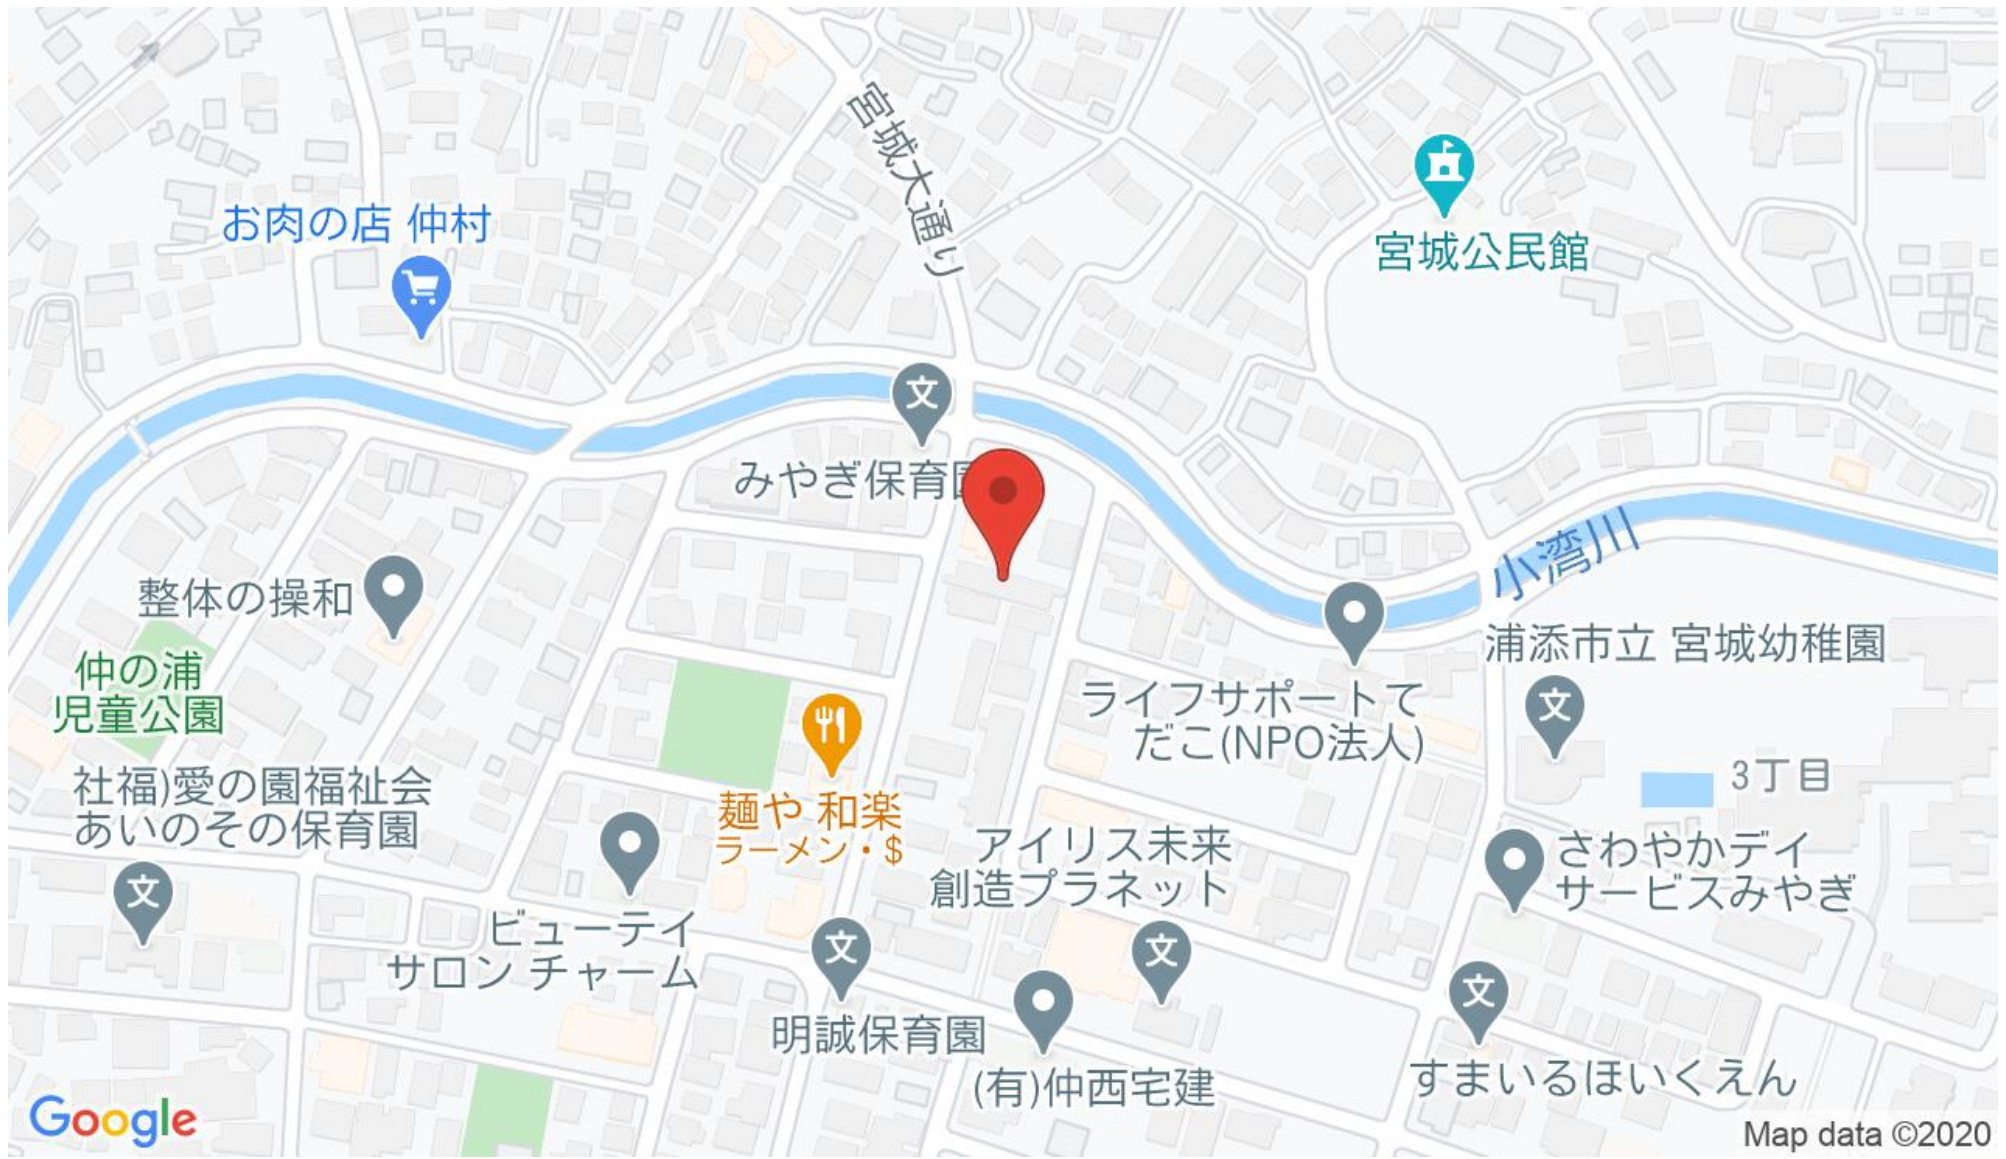 宮城大通り
お肉の店 仲村
宮城公民館
みやぎ保育園
小湾川
整体の操和
浦添市立 宮城幼稚園
仲の浦
児童公園
ライフサポートて
だこ(NPO法人)
3丁目
社福)愛の園福祉会
あいのその保育園
麺や 和楽
ラーメン・$
アイリス未来
創造プラネット
さわやかデイ
サービスみやぎ
ビューテイ
サロン チャーム
明誠保育園
(有)仲西宅建
すまいるほいくえん
Google
Map data ©2020